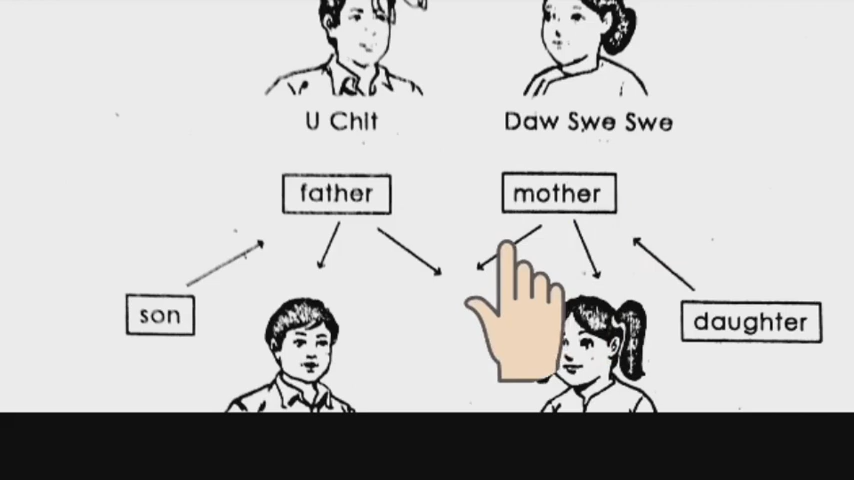 U Chit
Daw Swe Swe
father
mother
son
daughter